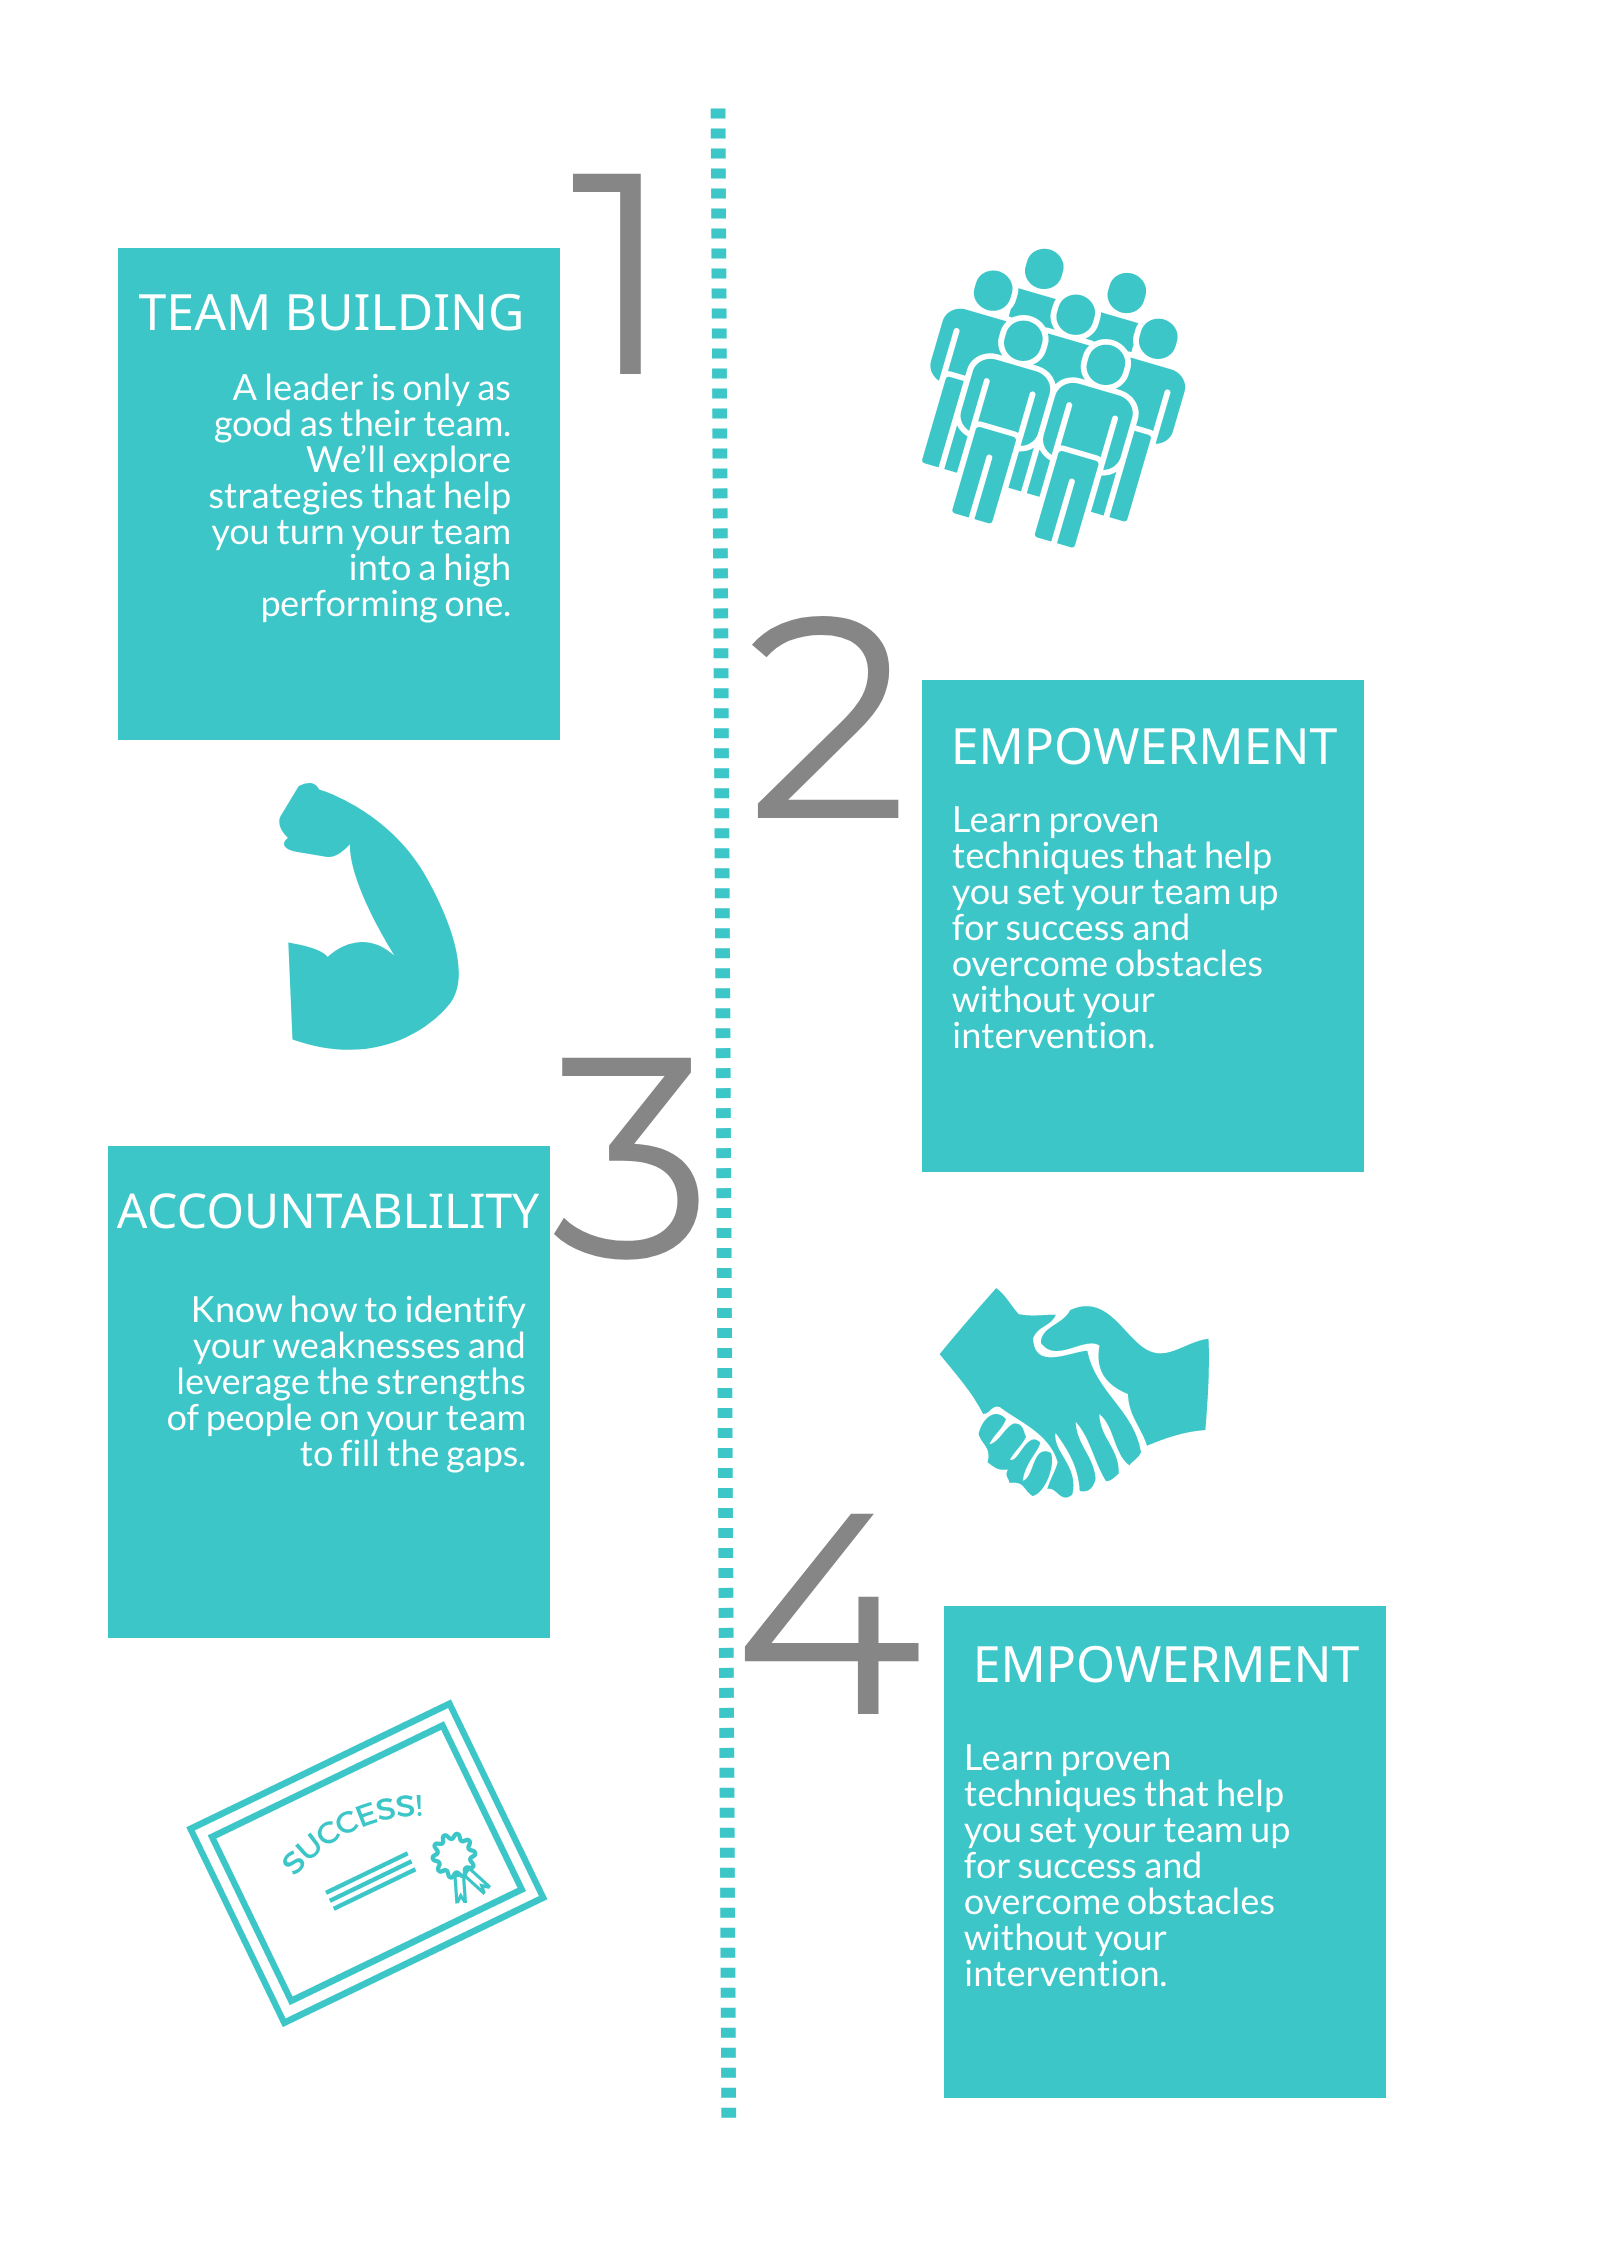 1
TEAM BUILDING
A leader is only as
good as their team.
We’ll explore
strategies that help
you turn your team
into a high
performing one.
2
EMPOWERMENT
Learn proven
techniques that help
you set your team up
for success and
overcome obstacles
without your
intervention.
3
ACCOUNTABLILITY
Know how to identify
your weaknesses and
leverage the strengths
of people on your team
to fill the gaps.
4
EMPOWERMENT
Learn proven
techniques that help
you set your team up
for success and
overcome obstacles
without your
intervention.
SUCCESS!